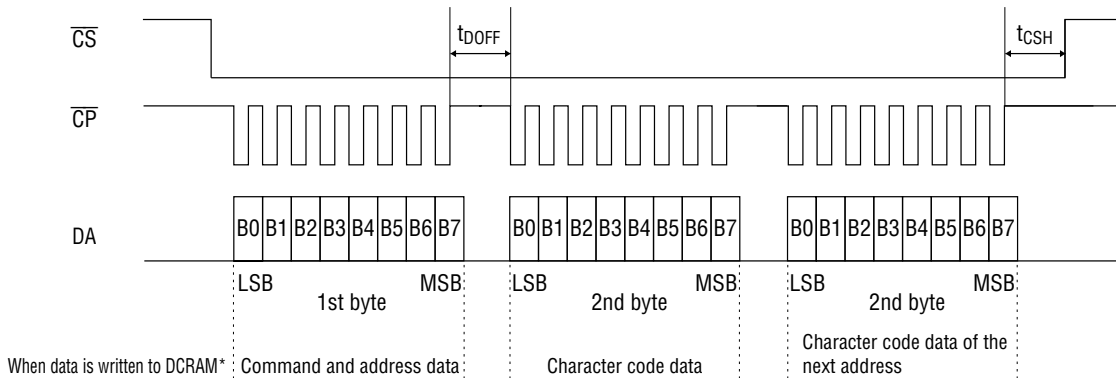 CS
tDOFF
tCSH
CP
DA
B0 B1 B2 B3 B4 B5 B6 B7
B0 B1 B2 B3 B4 B5 B6 B7
B0 B1 B2 B3 B4 B5 B6 B7
LSB
1st byte
MSB
LSB
2nd byte
MSB
LSB
2nd byte
MSB
When data is written to DCRAM*
Command and address data
Character code data
Character code data of the
next address